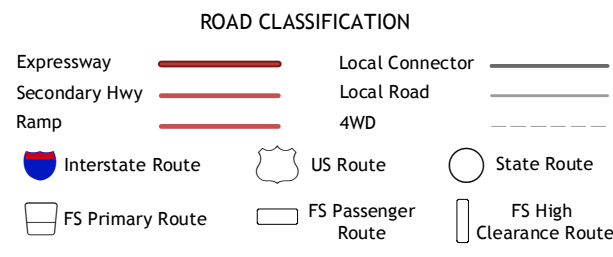 ROAD CLASSIFICATION
Expressway
Local Connector
Secondary Hwy
Local Road
Ramp
4WD
Interstate Route
US Route
State Route
FS Primary Route
FS Passenger
Route
FS High
Clearance Route